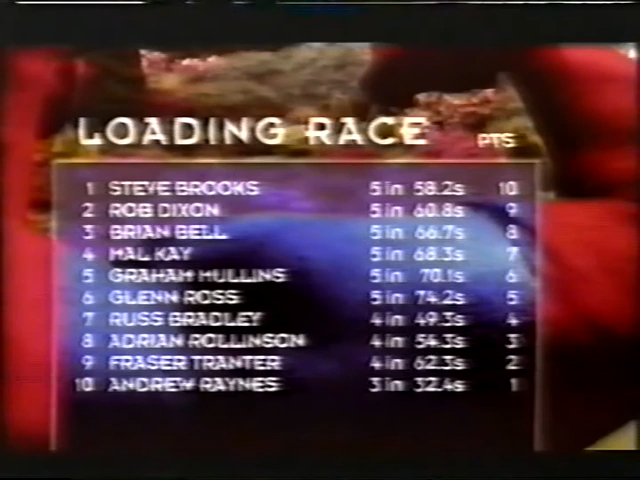 LOADING RACE
PTS
1 STEVE BROOKS 5 in 58.2s 10
2 ROB DIXON 5 in 60.8s 9
3 BRIAN BELL 5 in 66.7s 8
4 MAL KAY 5 in 68.3s 7
5 GRAHAM MULLINS 5 in 70.1s 6
6 GLENN ROSS 5 in 74.2s 5
7 RUSS BRADLEY 4 in 49.3s 4
8 ADRIAN ROLLINSON 4 in 54.3s 3
9 FRASER TRANTER 4 in 62.3s 2
10 ANDREW RAYNES 3 in 32.4s 1